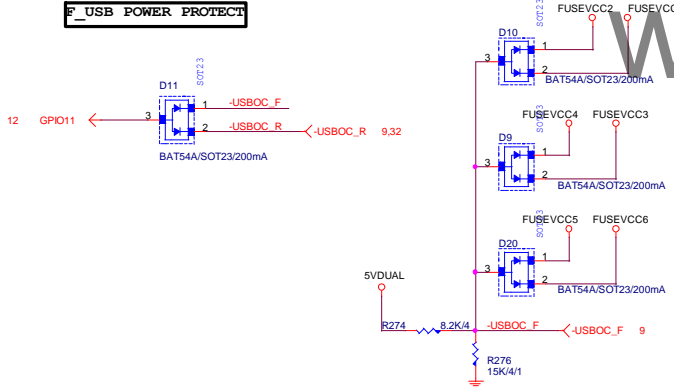 F_USB POWER PROTECT
SOT23
D11
1
-USBOC_F
12
GPIO11
3
2
-USBOC_R
-USBOC_R
9,32
BAT54A/SOT23/200mA
SOT23
FUSEVCC2
D10
1
3
2
BAT54A/SOT23/200mA
FUSEVCC4
FUSEVCC3
D9
SOT23
1
3
2
BAT54A/SOT23/200mA
FUSEVCC5
FUSEVCC6
D20
SOT23
1
3
2
BAT54A/SOT23/200mA
5VDUAL
R274
8.2K/4
-USBOC_F
-USBOC_F
9
R276
15K/4/1